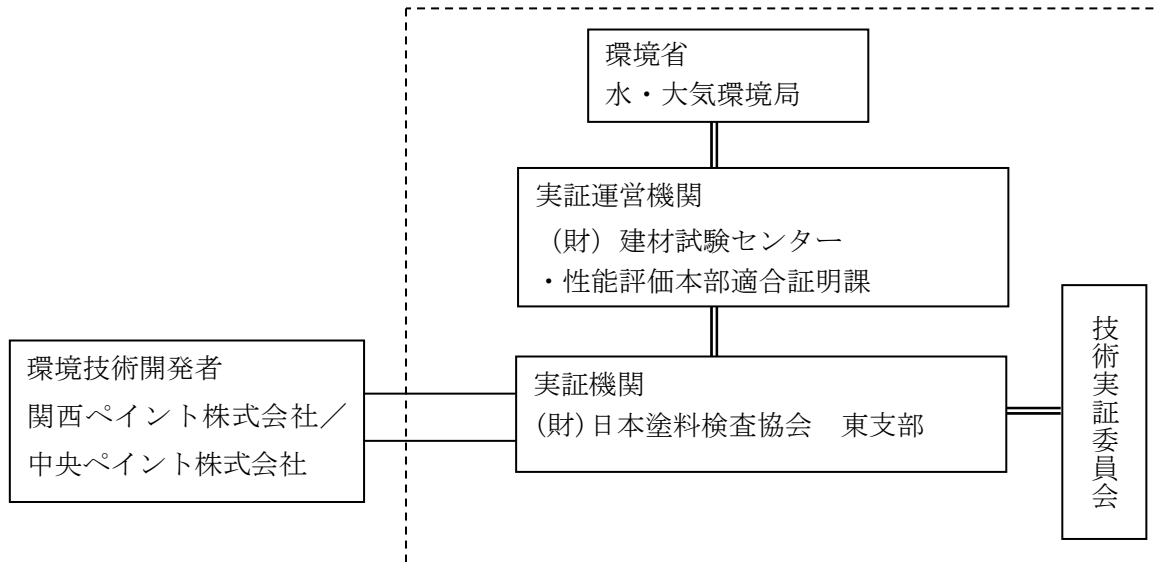 環境省
水・大気環境局
実証運営機関
（財）建材試験センター
・性能評価本部適合証明課
環境技術開発者
関西ペイント株式会社／
中央ペイント株式会社
実証機関
(財)日本塗料検査協会　東支部
技術実証委員会